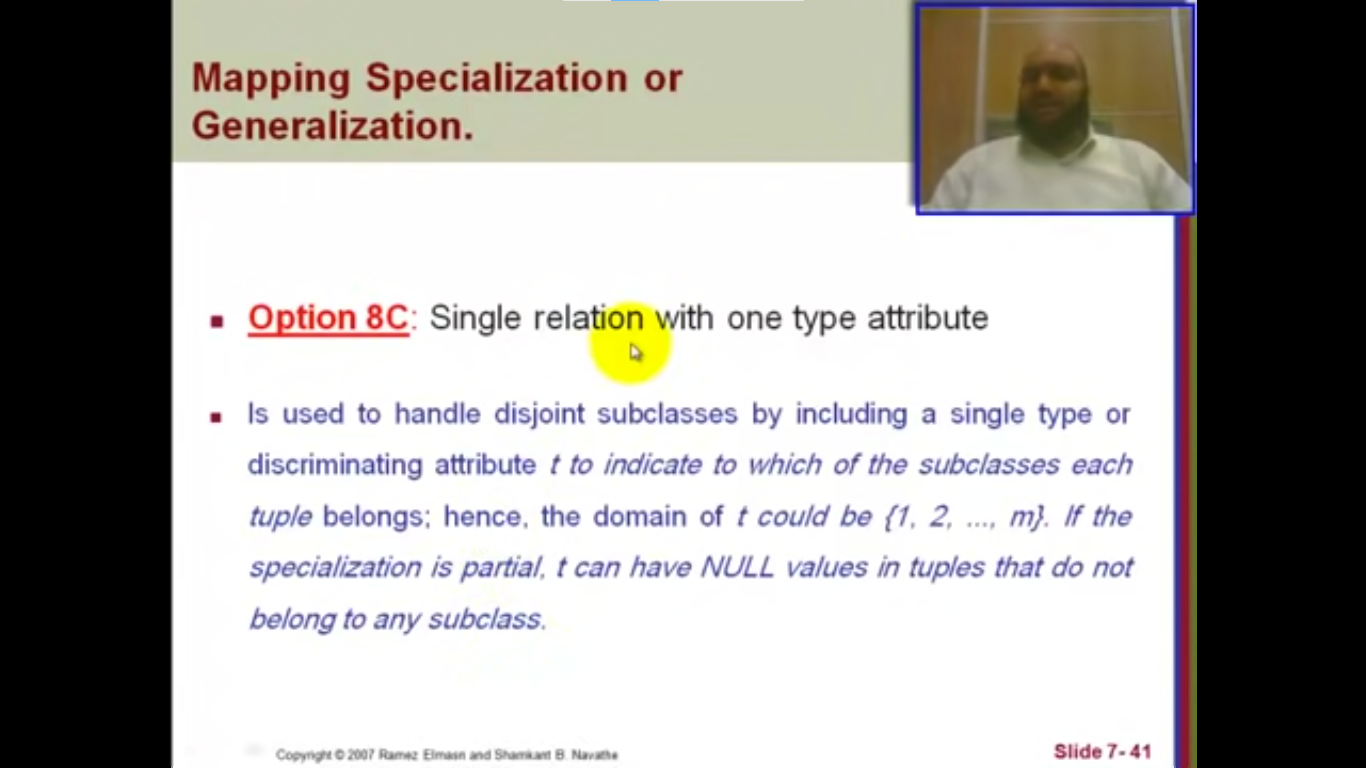 Mapping Specialization or
Generalization.
Option 8C: Single relation with one type attribute
Is used to handle disjoint subclasses by including a single type or
discriminating attribute t to indicate to which of the subclasses each
tuple belongs; hence, the domain of t could be {1, 2, ..., m}. If the
specialization is partial, t can have NULL values in tuples that do not
belong to any subclass.
Copyright © 2007 Ramez Elmasri and Shamkant B. Navathe
Slide 7- 41